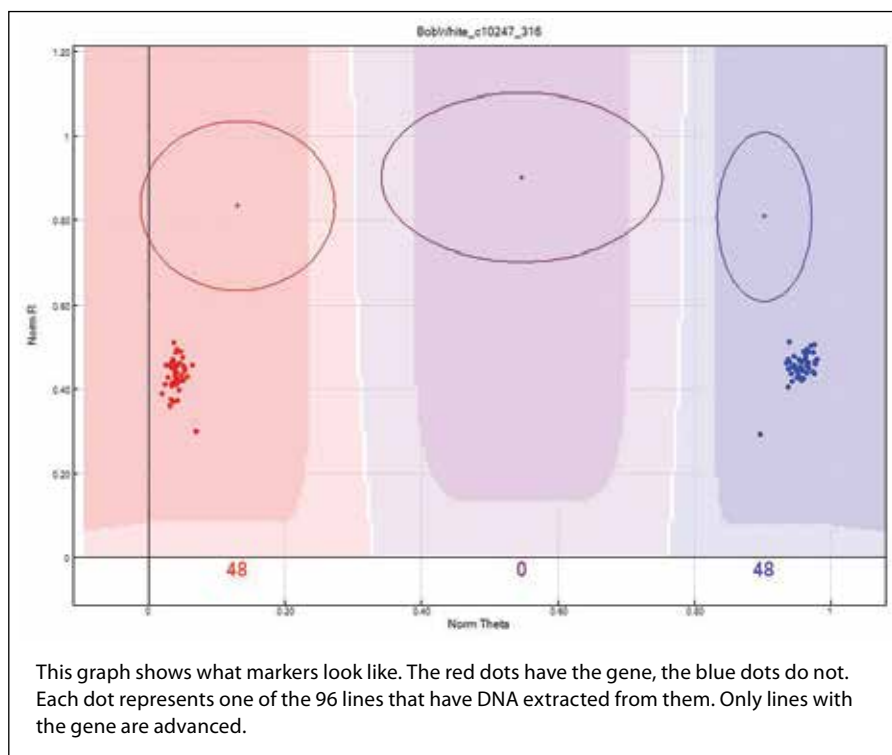 BobWhite_c10247_316
1.20
1
0.80
0.60
0.40
0.20
0
Norm R
48
0
48
0
0.20
0.40
0.60
0.80
1
Norm Theta
This graph shows what markers look like. The red dots have the gene, the blue dots do not.
Each dot represents one of the 96 lines that have DNA extracted from them. Only lines with
the gene are advanced.